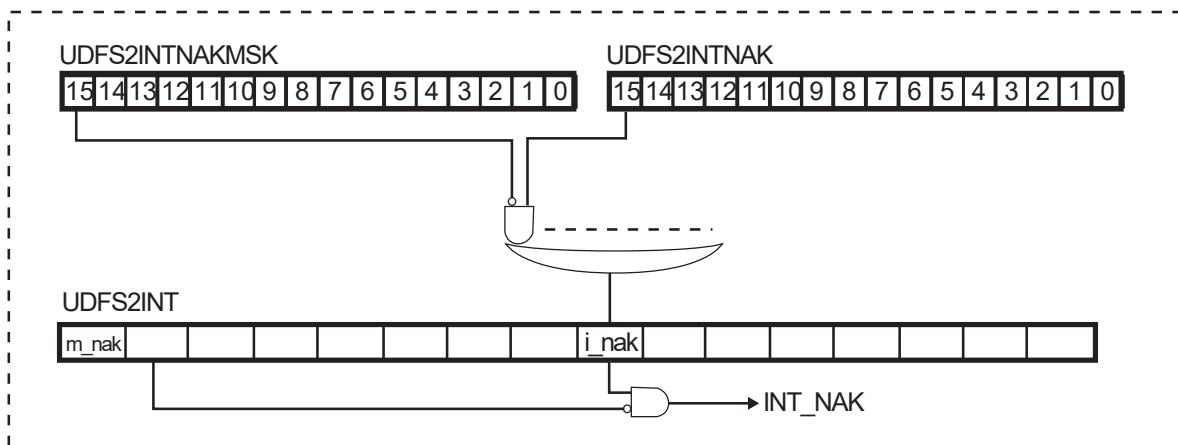 UDFS2INTNAKMSK
UDFS2INTNAK
15 14 13 12 11 10 9 8 7 6 5 4 3 2 1 0
15 14 13 12 11 10 9 8 7 6 5 4 3 2 1 0
UDFS2INT
m_nak
i_nak
INT_NAK